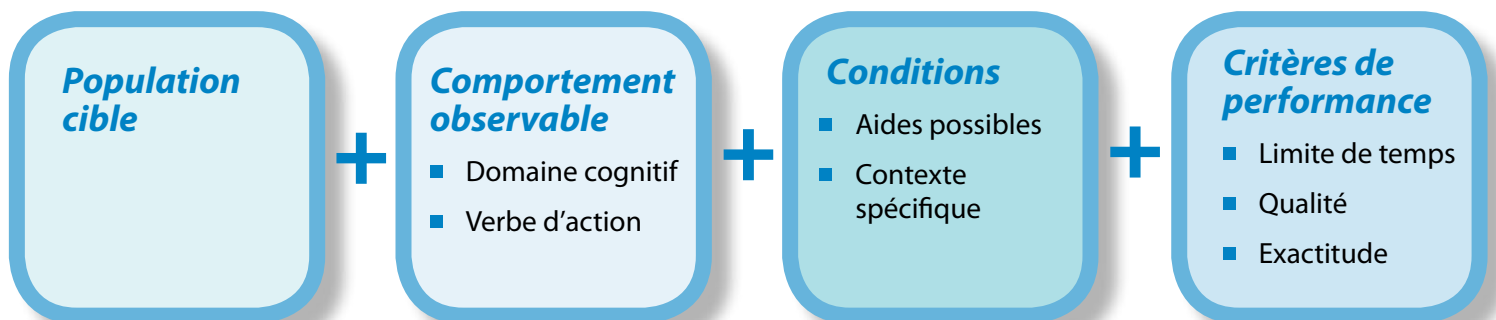 Population
cible
+
Comportement
observable
Domaine cognitif
Verbe d’action
+
Conditions
Aides possibles
Contexte
spécifique
+
Critères de
performance
Limite de temps
Qualité
Exactitude